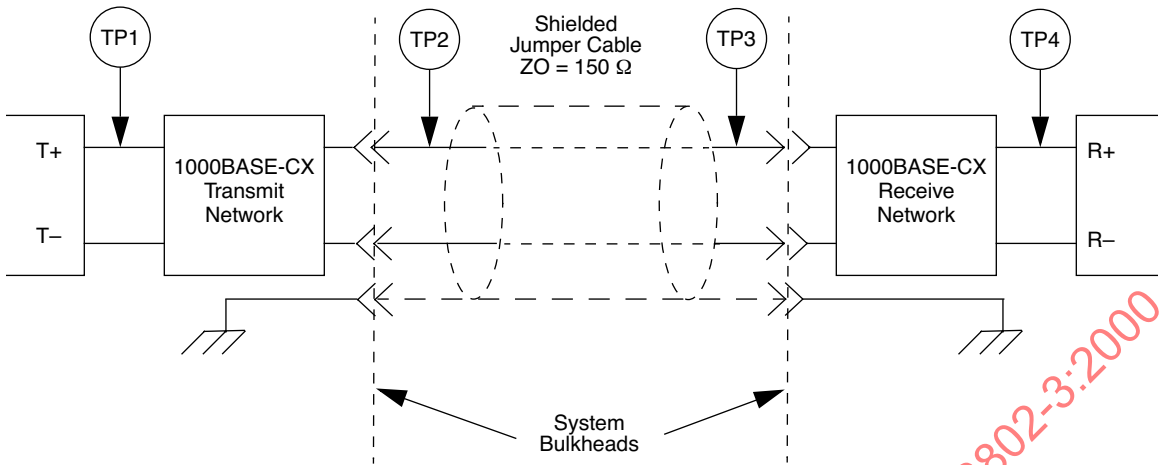 TP1
TP2
Shielded
Jumper Cable
ZO = 150 Ω
TP3
TP4
T+
T–
1000BASE-CX
Transmit
Network
1000BASE-CX
Receive
Network
R+
R–
System
Bulkheads
802-3:2000